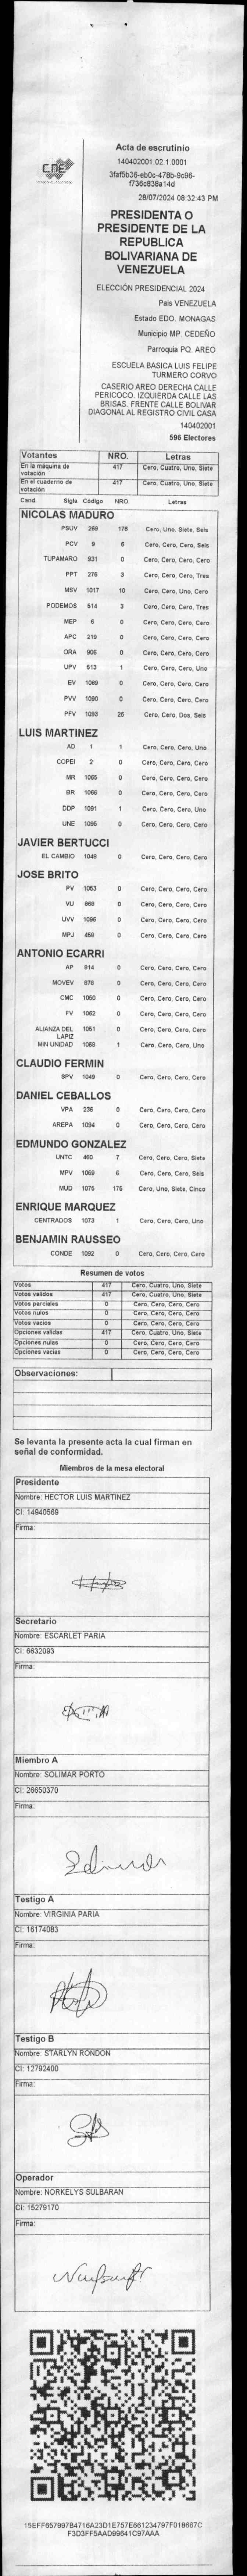 CNE
Acta de escrutinio
140402001.02.1.0001
3faf5b36-eb0c-478b-9c96-
f736c838a14d
28/07/2024 08:32:43 PM
PRESIDENTA O
PRESIDENTE DE LA
REPUBLICA
BOLIVARIANA DE
VENEZUELA
ELECCIÓN PRESIDENCIAL 2024
Pais VENEZUELA
Estado EDO. MONAGAS
Municipio MP. CEDEÑO
Parroquia PQ. AREO
ESCUELA BASICA LUIS FELIPE
TURMERO CORVO
CASERIO AREO DERECHA CALLE
PERICOCO. IZQUIERDA CALLE LAS
BRISAS. FRENTE CALLE BOLIVAR
DIAGONAL AL REGISTRO CIVIL CASA
140402001
596 Electores
Votantes NRO. Letras
En la máquina de votación 417 Cero, Cuatro, Uno, Siete
En el cuaderno de votación 417 Cero, Cuatro, Uno, Siete
Cand. Sigla Código NRO. Letras
NICOLAS MADURO
PSUV 268 176 Cero, Uno, Siete, Seis
PCV 9 6 Cero, Cero, Cero, Seis
TUPAMARO 931 0 Cero, Cero, Cero, Cero
PPT 276 3 Cero, Cero, Cero, Tres
MSV 1017 10 Cero, Cero, Uno, Cero
PODEMOS 514 3 Cero, Cero, Cero, Tres
MEP 6 0 Cero, Cero, Cero, Cero
APC 219 0 Cero, Cero, Cero, Cero
ORA 906 0 Cero, Cero, Cero, Cero
UPV 613 1 Cero, Cero, Cero, Uno
EV 1069 0 Cero, Cero, Cero, Cero
PVV 1090 0 Cero, Cero, Cero, Cero
PFV 1093 26 Cero, Cero, Dos, Seis
LUIS MARTINEZ
AD 1 1 Cero, Cero, Cero, Uno
COPEI 2 0 Cero, Cero, Cero, Cero
MR 1065 0 Cero, Cero, Cero, Cero
BR 1066 0 Cero, Cero, Cero, Cero
DDP 1091 1 Cero, Cero, Cero, Uno
UNE 1095 0 Cero, Cero, Cero, Cero
JAVIER BERTUCCI
EL CAMBIO 1048 0 Cero, Cero, Cero, Cero
JOSE BRITO
PV 1053 0 Cero, Cero, Cero, Cero
VU 868 0 Cero, Cero, Cero, Cero
UVV 1096 0 Cero, Cero, Cero, Cero
MPJ 459 0 Cero, Cero, Cero, Cero
ANTONIO ECARRI
AP 814 0 Cero, Cero, Cero, Cero
MOVEV 978 0 Cero, Cero, Cero, Cero
CMC 1050 0 Cero, Cero, Cero, Cero
FV 1062 0 Cero, Cero, Cero, Cero
ALIANZA DEL LAPIZ 1051 0 Cero, Cero, Cero, Cero
MIN UNIDAD 1068 1 Cero, Cero, Cero, Uno
CLAUDIO FERMIN
SPV 1049 0 Cero, Cero, Cero, Cero
DANIEL CEBALLOS
VPA 236 0 Cero, Cero, Cero, Cero
AREPA 1094 0 Cero, Cero, Cero, Cero
EDMUNDO GONZALEZ
UNTC 460 7 Cero, Cero, Cero, Siete
MPV 1069 6 Cero, Cero, Cero, Seis
MUD 1075 175 Cero, Uno, Siete, Cinco
ENRIQUE MARQUEZ
CENTRADOS 1073 1 Cero, Cero, Cero, Uno
BENJAMIN RAUSSEO
CONDE 1092 0 Cero, Cero, Cero, Cero
Resumen de votos
Votos 417 Cero, Cuatro, Uno, Siete
Votos validos 417 Cero, Cuatro, Uno, Siete
Votos parciales 0 Cero, Cero, Cero, Cero
Votos nulos 0 Cero, Cero, Cero, Cero
Votos vacios 0 Cero, Cero, Cero, Cero
Opciones validas 417 Cero, Cuatro, Uno, Siete
Opciones nulas 0 Cero, Cero, Cero, Cero
Opciones vacias 0 Cero, Cero, Cero, Cero
Observaciones:
Se levanta la presente acta la cual firman en
señal de conformidad.
Miembros de la mesa electoral
Presidente
Nombre: HECTOR LUIS MARTINEZ
CI: 14940569
Firma:
Secretario
Nombre: ESCARLET PARIA
CI: 6632093
Firma:
Miembro A
Nombre: SOLIMAR PORTO
CI: 26650370
Firma:
Testigo A
Nombre: VIRGINIA PARIA
CI: 16174083
Firma:
Testigo B
Nombre: STARLYN RONDON
CI: 12792400
Firma:
Operador
Nombre: NORKELYS SULBARAN
CI: 15279170
Firma:
15EFF657997B4716A23D1E757E661234797F01B667C
F3D3FF5AAD99641C97AAA